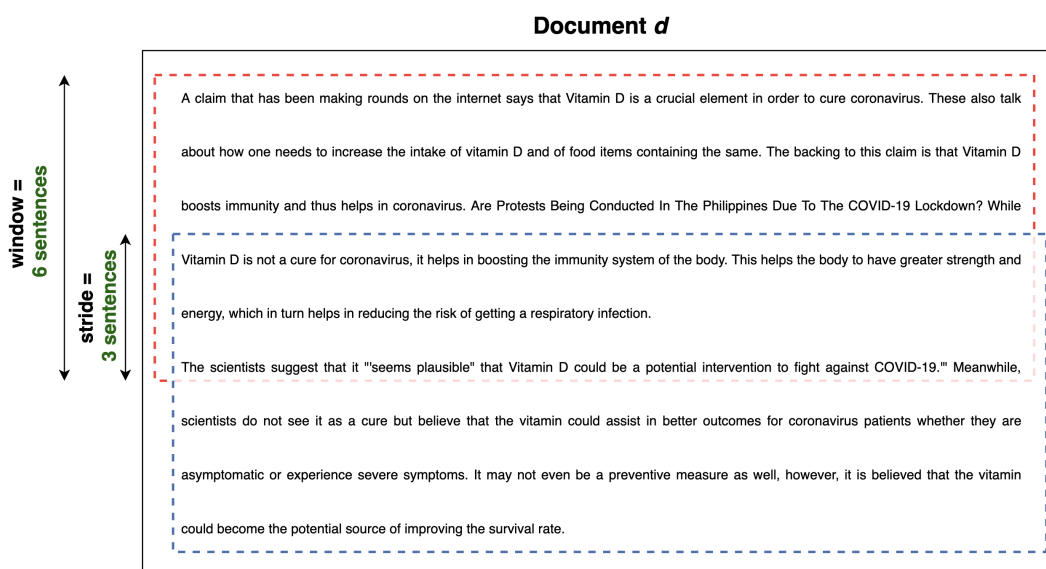 Document d
A claim that has been making rounds on the internet says that Vitamin D is a crucial element in order to cure coronavirus. These also talk
about how one needs to increase the intake of vitamin D and of food items containing the same. The backing to this claim is that Vitamin D
boosts immunity and thus helps in coronavirus. Are Protests Being Conducted In The Philippines Due To The COVID-19 Lockdown? While
Vitamin D is not a cure for coronavirus, it helps in boosting the immunity system of the body. This helps the body to have greater strength and
energy, which in turn helps in reducing the risk of getting a respiratory infection.
The scientists suggest that it "'seems plausible" that Vitamin D could be a potential intervention to fight against COVID-19."' Meanwhile,
scientists do not see it as a cure but believe that the vitamin could assist in better outcomes for coronavirus patients whether they are
asymptomatic or experience severe symptoms. It may not even be a preventive measure as well, however, it is believed that the vitamin
could become the potential source of improving the survival rate.
window =
6 sentences
stride =
3 sentences